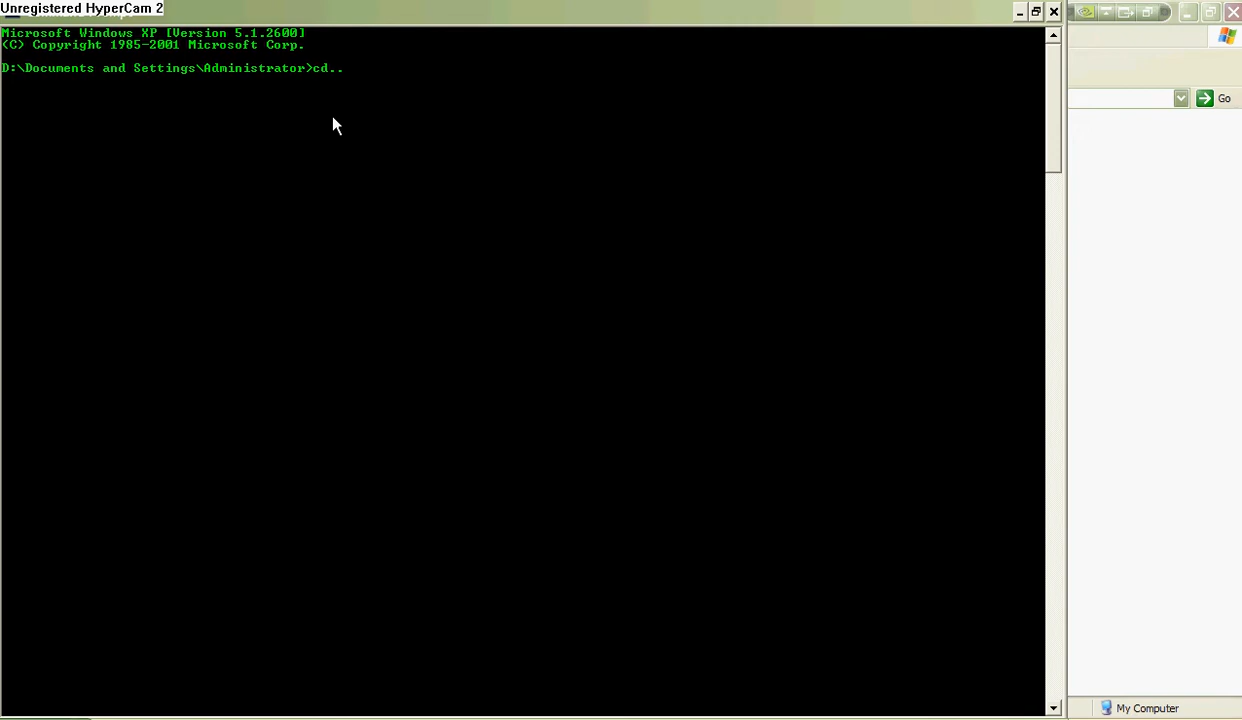 Unregistered HyperCam 2
Microsoft Windows XP [Version 5.1.2600]
(C) Copyright 1985-2001 Microsoft Corp.
D:\Documents and Settings\Administrator>cd..
Go
My Computer